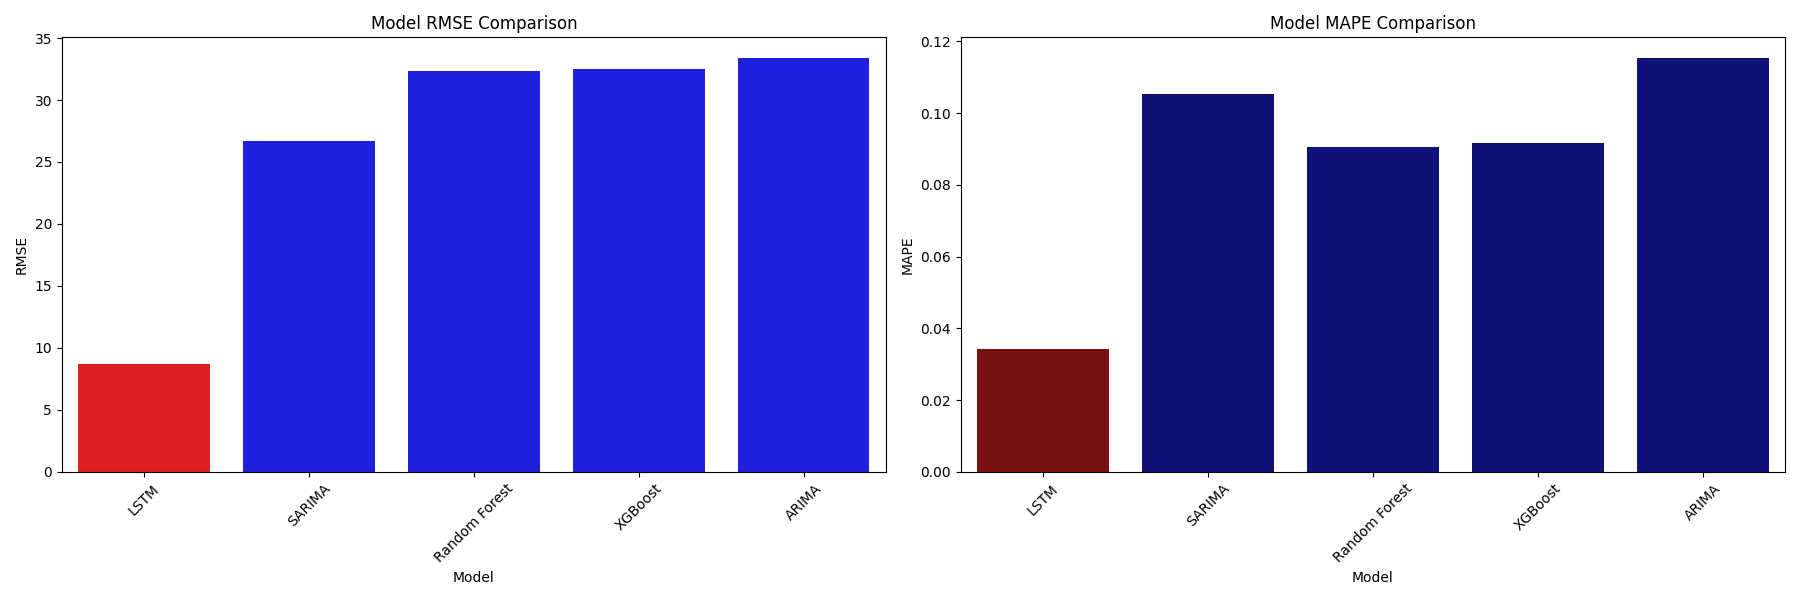 Model RMSE Comparison
35
30
25
20
15
10
5
0
RMSE
LSTM
SARIMA
Random Forest
XGBoost
ARIMA
Model
Model MAPE Comparison
0.12
0.10
0.08
0.06
0.04
0.02
0.00
MAPE
LSTM
SARIMA
Random Forest
XGBoost
ARIMA
Model